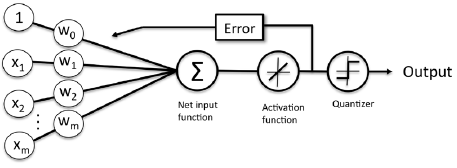 1
w0
Error
x1
w1
Σ
Output
x2
w2
Net input
function
Activation
function
Quantizer
⋮
⋮
xm
wm